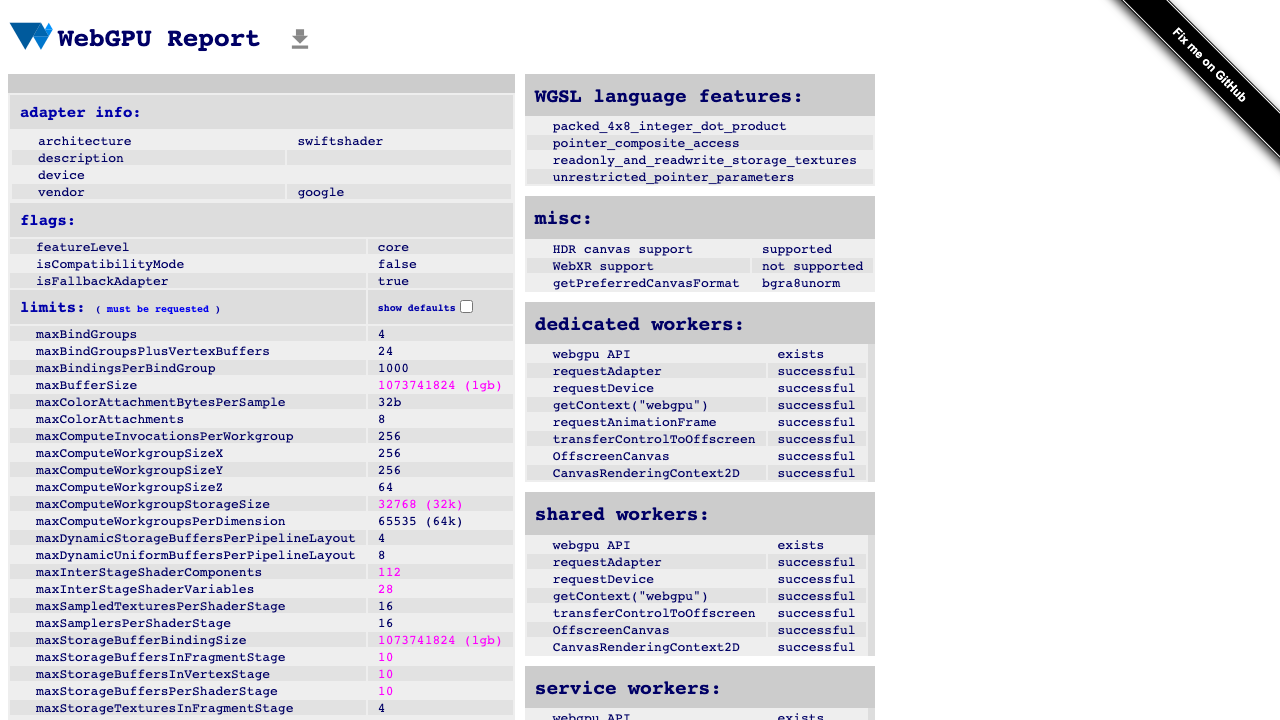 WebGPU Report
Fix me on GitHub
adapter info:
architecture swiftshader
description
device
vendor google
flags:
featureLevel core
isCompatibilityMode false
isFallbackAdapter true
limits: ( must be requested ) show defaults
maxBindGroups 4
maxBindGroupsPlusVertexBuffers 24
maxBindingsPerBindGroup 1000
maxBufferSize 1073741824 (1gb)
maxColorAttachmentBytesPerSample 32b
maxColorAttachments 8
maxComputeInvocationsPerWorkgroup 256
maxComputeWorkgroupSizeX 256
maxComputeWorkgroupSizeY 256
maxComputeWorkgroupSizeZ 64
maxComputeWorkgroupStorageSize 32768 (32k)
maxComputeWorkgroupsPerDimension 65535 (64k)
maxDynamicStorageBuffersPerPipelineLayout 4
maxDynamicUniformBuffersPerPipelineLayout 8
maxInterStageShaderComponents 112
maxInterStageShaderVariables 28
maxSampledTexturesPerShaderStage 16
maxSamplersPerShaderStage 16
maxStorageBufferBindingSize 1073741824 (1gb)
maxStorageBuffersInFragmentStage 10
maxStorageBuffersInVertexStage 10
maxStorageBuffersPerShaderStage 10
maxStorageTexturesInFragmentStage 4
WGSL language features:
packed_4x8_integer_dot_product
pointer_composite_access
readonly_and_readwrite_storage_textures
unrestricted_pointer_parameters
misc:
HDR canvas support supported
WebXR support not supported
getPreferredCanvasFormat bgra8unorm
dedicated workers:
webgpu API exists
requestAdapter successful
requestDevice successful
getContext("webgpu") successful
requestAnimationFrame successful
transferControlToOffscreen successful
OffscreenCanvas successful
CanvasRenderingContext2D successful
shared workers:
webgpu API exists
requestAdapter successful
requestDevice successful
getContext("webgpu") successful
transferControlToOffscreen successful
OffscreenCanvas successful
CanvasRenderingContext2D successful
service workers:
webgpu API exists